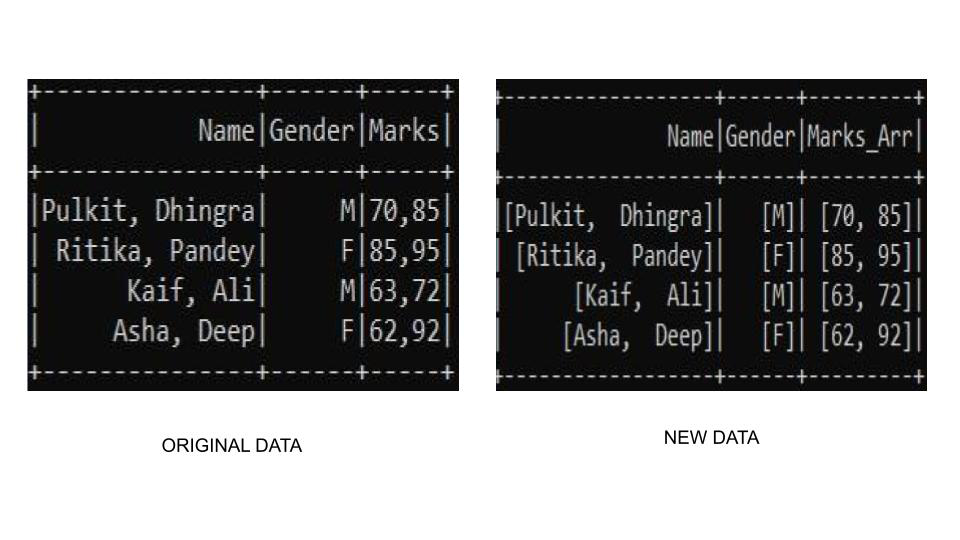 +---------------+------+-----+
|           Name|Gender|Marks|
+---------------+------+-----+
|Pulkit, Dhingra|     M|70,85|
| Ritika, Pandey|     F|85,95|
|      Kaif, Ali|     M|63,72|
|     Asha, Deep|     F|62,92|
+---------------+------+-----+
ORIGINAL DATA
+------------------+------+---------+
|              Name|Gender|Marks_Arr|
+------------------+------+---------+
|[Pulkit,  Dhingra]|   [M]| [70, 85]|
| [Ritika,  Pandey]|   [F]| [85, 95]|
|      [Kaif,  Ali]|   [M]| [63, 72]|
|     [Asha,  Deep]|   [F]| [62, 92]|
+------------------+------+---------+
NEW DATA